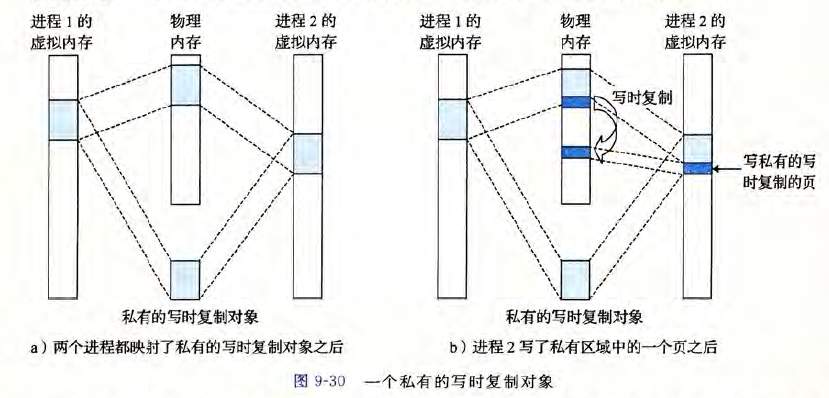 进程1的
虚拟内存
物理
内存
进程2的
虚拟内存
私有的写时复制对象
a）两个进程都映射了私有的写时复制对象之后
进程1的
虚拟内存
物理
内存
进程2的
虚拟内存
写时复制
写私有的写
时复制的页
私有的写时复制对象
b）进程2写了私有区域中的一个页之后
图 9-30 一个私有的写时复制对象